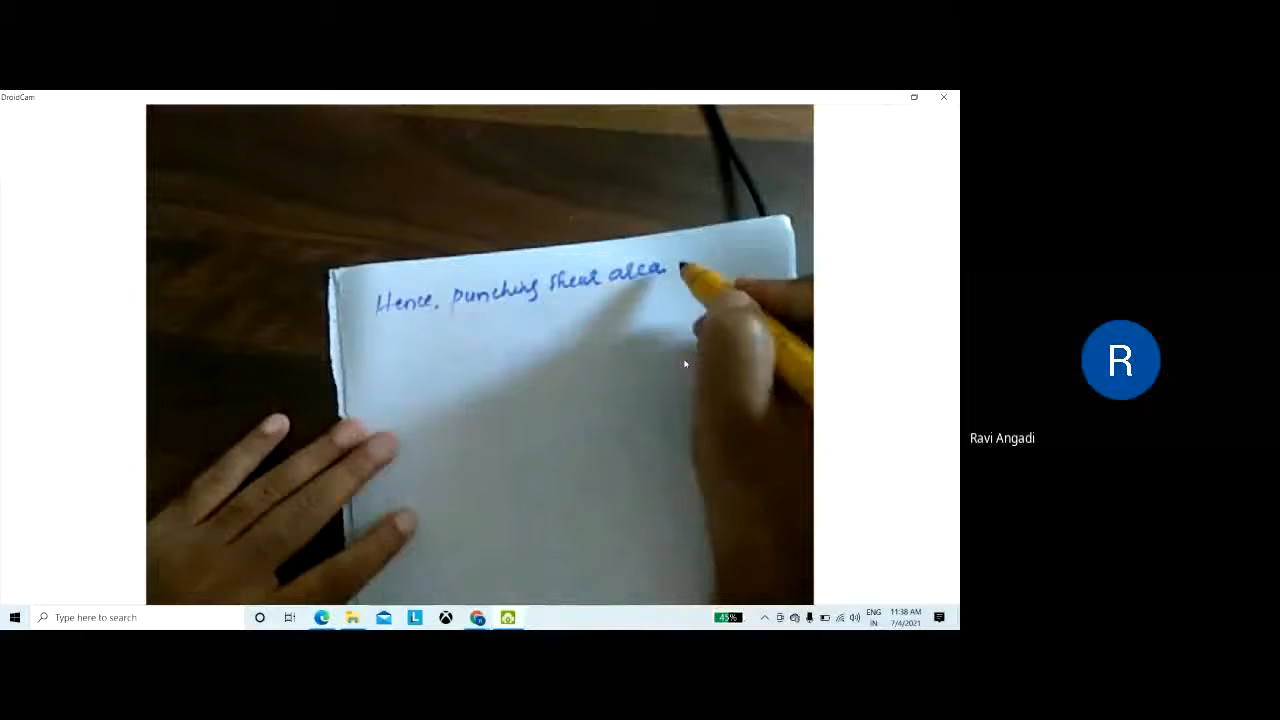 DroidCam
Hence, punching shear area
R
Ravi Angadi
Type here to search
L
45%
ENG
IN
11:38 AM
7/4/2021